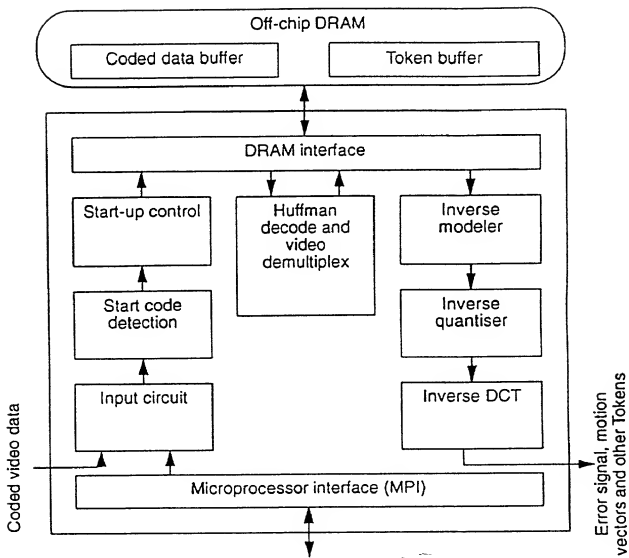 Off-chip DRAM
Coded data buffer
Token buffer
DRAM interface
Start-up control
Huffman
decode and
video
demultiplex
Inverse
modeler
Start code
detection
Inverse
quantiser
Input circuit
Inverse DCT
Coded video data
Error signal, motion
vectors and other Tokens
Microprocessor interface (MPI)